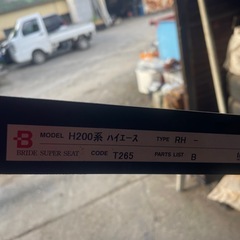 B MODEL H200系 ハイエース TYPE RH -
BRIDE SUPER SEAT CODE T265 PARTS LIST B